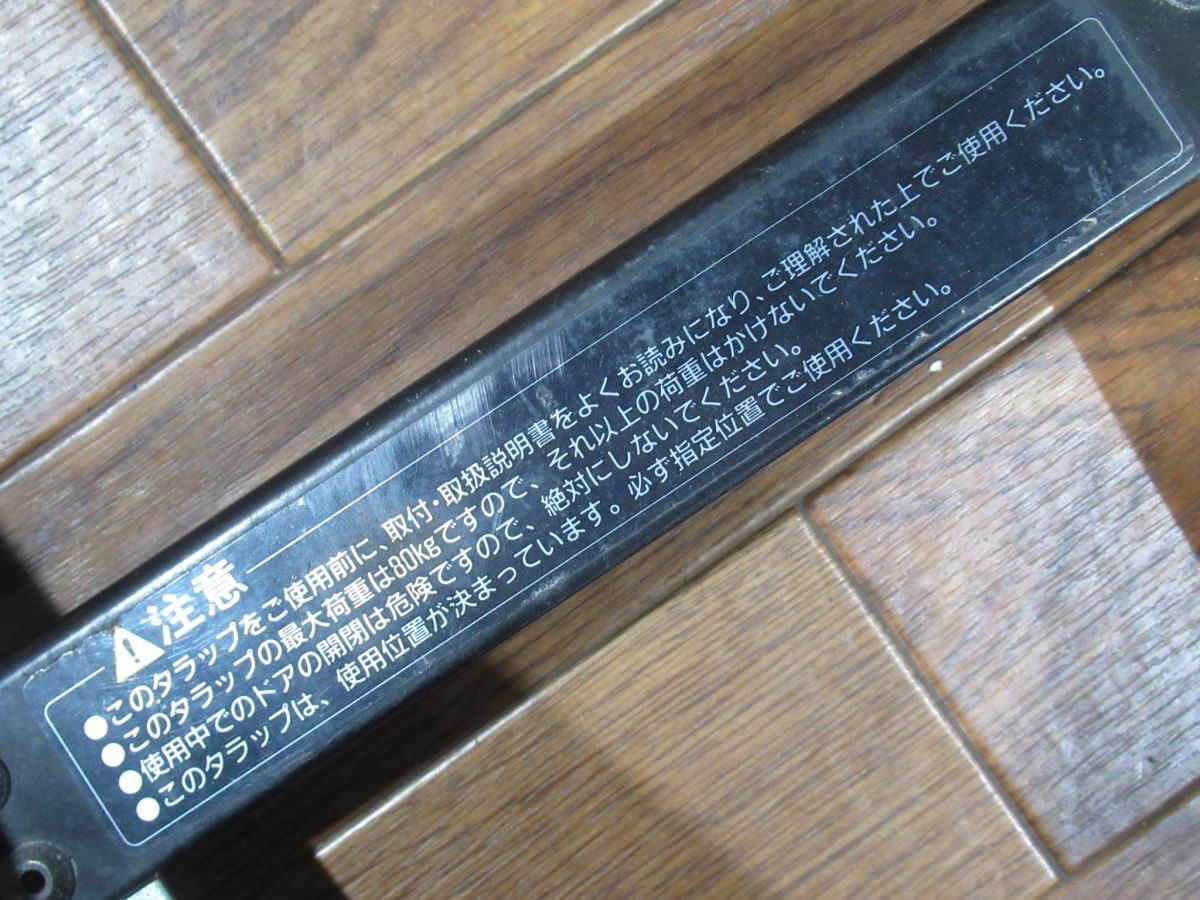 注意
●このタラップをご使用前に、取付・取扱説明書をよくお読みになり、ご理解された上でご使用ください。
●このタラップの最大荷重は80kgですので、それ以上の荷重はかけないでください。
●使用中でのドアの開閉は危険ですので、絶対にしないでください。
●このタラップは、使用位置が決まっています。必ず指定位置でご使用ください。